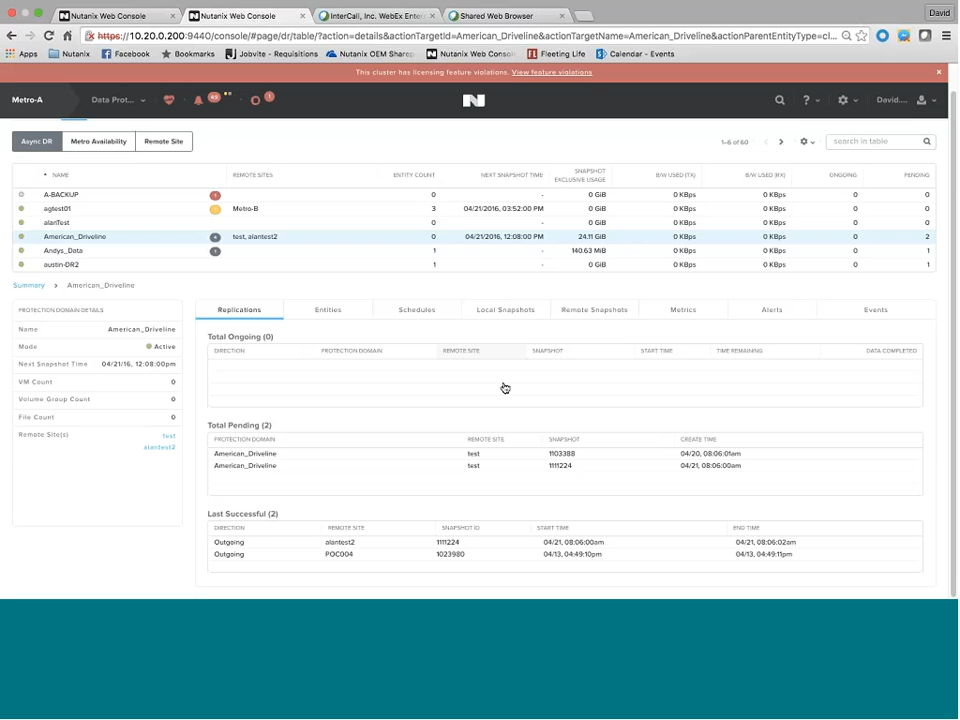 Nutanix Web Console
Nutanix Web Console
InterCall, Inc. WebEx Enter
Shared Web Browser
David
https://10.20.0.200:9440/console/#page/dr/table/?action=details&actionTargetId=American_Driveline&actionTargetName=American_Driveline&actionParentEntityType=cl...
Apps Nutanix Facebook Bookmarks Jobvite - Requisitions Nutanix OEM Sharep Nutanix Web Conso Fleeting Life Calendar - Events
This cluster has licensing feature violations. View feature violations ×
Metro-A Data Prot... 49 1 N ? David...
Async DR Metro Availability Remote Site 1-6 of 60 search in table
NAME REMOTE SITES ENTITY COUNT NEXT SNAPSHOT TIME SNAPSHOT EXCLUSIVE USAGE B/W USED (TX) B/W USED (RX) ONGOING PENDING
A-BACKUP 1 0 - 0 GiB 0 KBps 0 KBps 0 0
agtest01 Metro-B 3 04/21/2016, 03:52:00 PM 0 GiB 0 KBps 0 KBps 0 0
alanTest 0 - 0 GiB 0 KBps 0 KBps 0 0
American_Driveline test, alantest2 0 04/21/2016, 12:08:00 PM 24.11 GiB 0 KBps 0 KBps 0 2
Andys_Data 1 - 140.63 MiB 0 KBps 0 KBps 0 1
austin-DR2 1 - 0 GiB 0 KBps 0 KBps 0 1
Summary > American_Driveline
PROTECTION DOMAIN DETAILS
Name American_Driveline
Mode Active
Next Snapshot Time 04/21/16, 12:08:00pm
VM Count 0
Volume Group Count 0
File Count 0
Remote Site(s) test
alantest2
Replications Entities Schedules Local Snapshots Remote Snapshots Metrics Alerts Events
Total Ongoing (0)
DIRECTION PROTECTION DOMAIN REMOTE SITE SNAPSHOT START TIME TIME REMAINING DATA COMPLETED
Total Pending (2)
PROTECTION DOMAIN REMOTE SITE SNAPSHOT CREATE TIME
American_Driveline test 1103388 04/20, 08:06:01am
American_Driveline test 1111224 04/21, 08:06:00am
Last Successful (2)
DIRECTION REMOTE SITE SNAPSHOT ID START TIME END TIME
Outgoing alantest2 1111224 04/21, 08:06:00am 04/21, 08:06:02am
Outgoing POC004 1023980 04/13, 04:49:10pm 04/13, 04:49:11pm